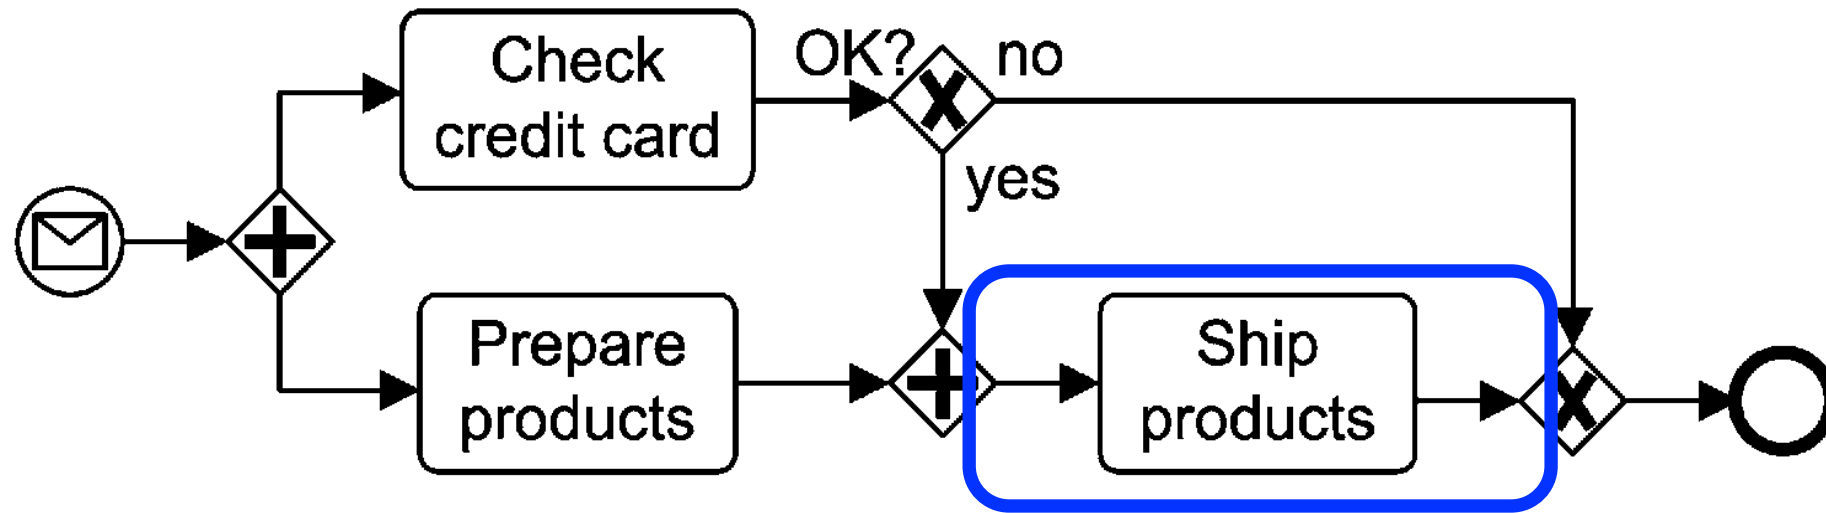 Check
credit card
OK?
no
yes
Prepare
products
Ship
products